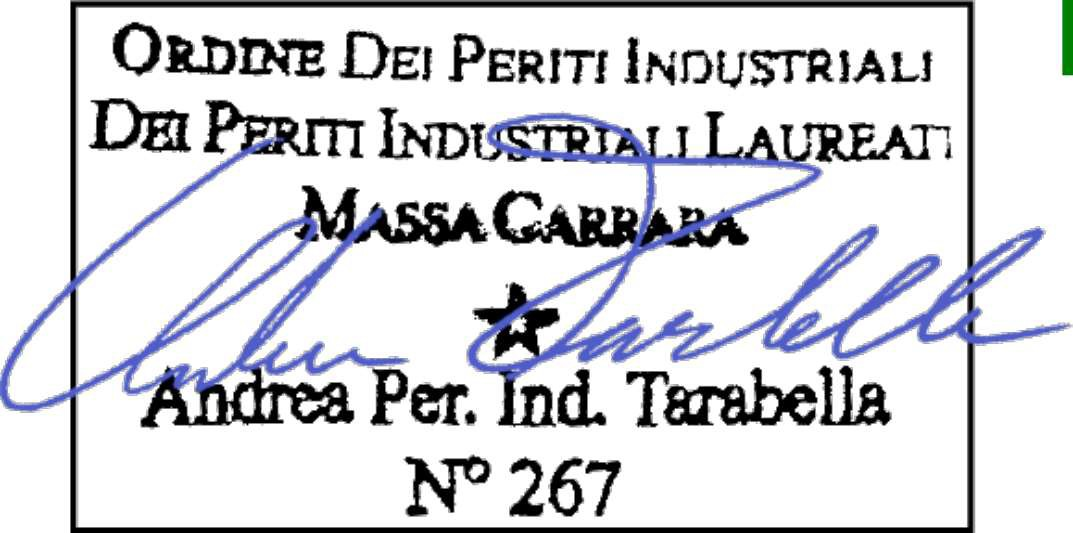 ORDINE DEI PERITI INDUSTRIALI
DEI PERITI INDUSTRIALI LAUREATI
MASSA CARRARA
Andrea Per. Ind. Tarabella
N° 267